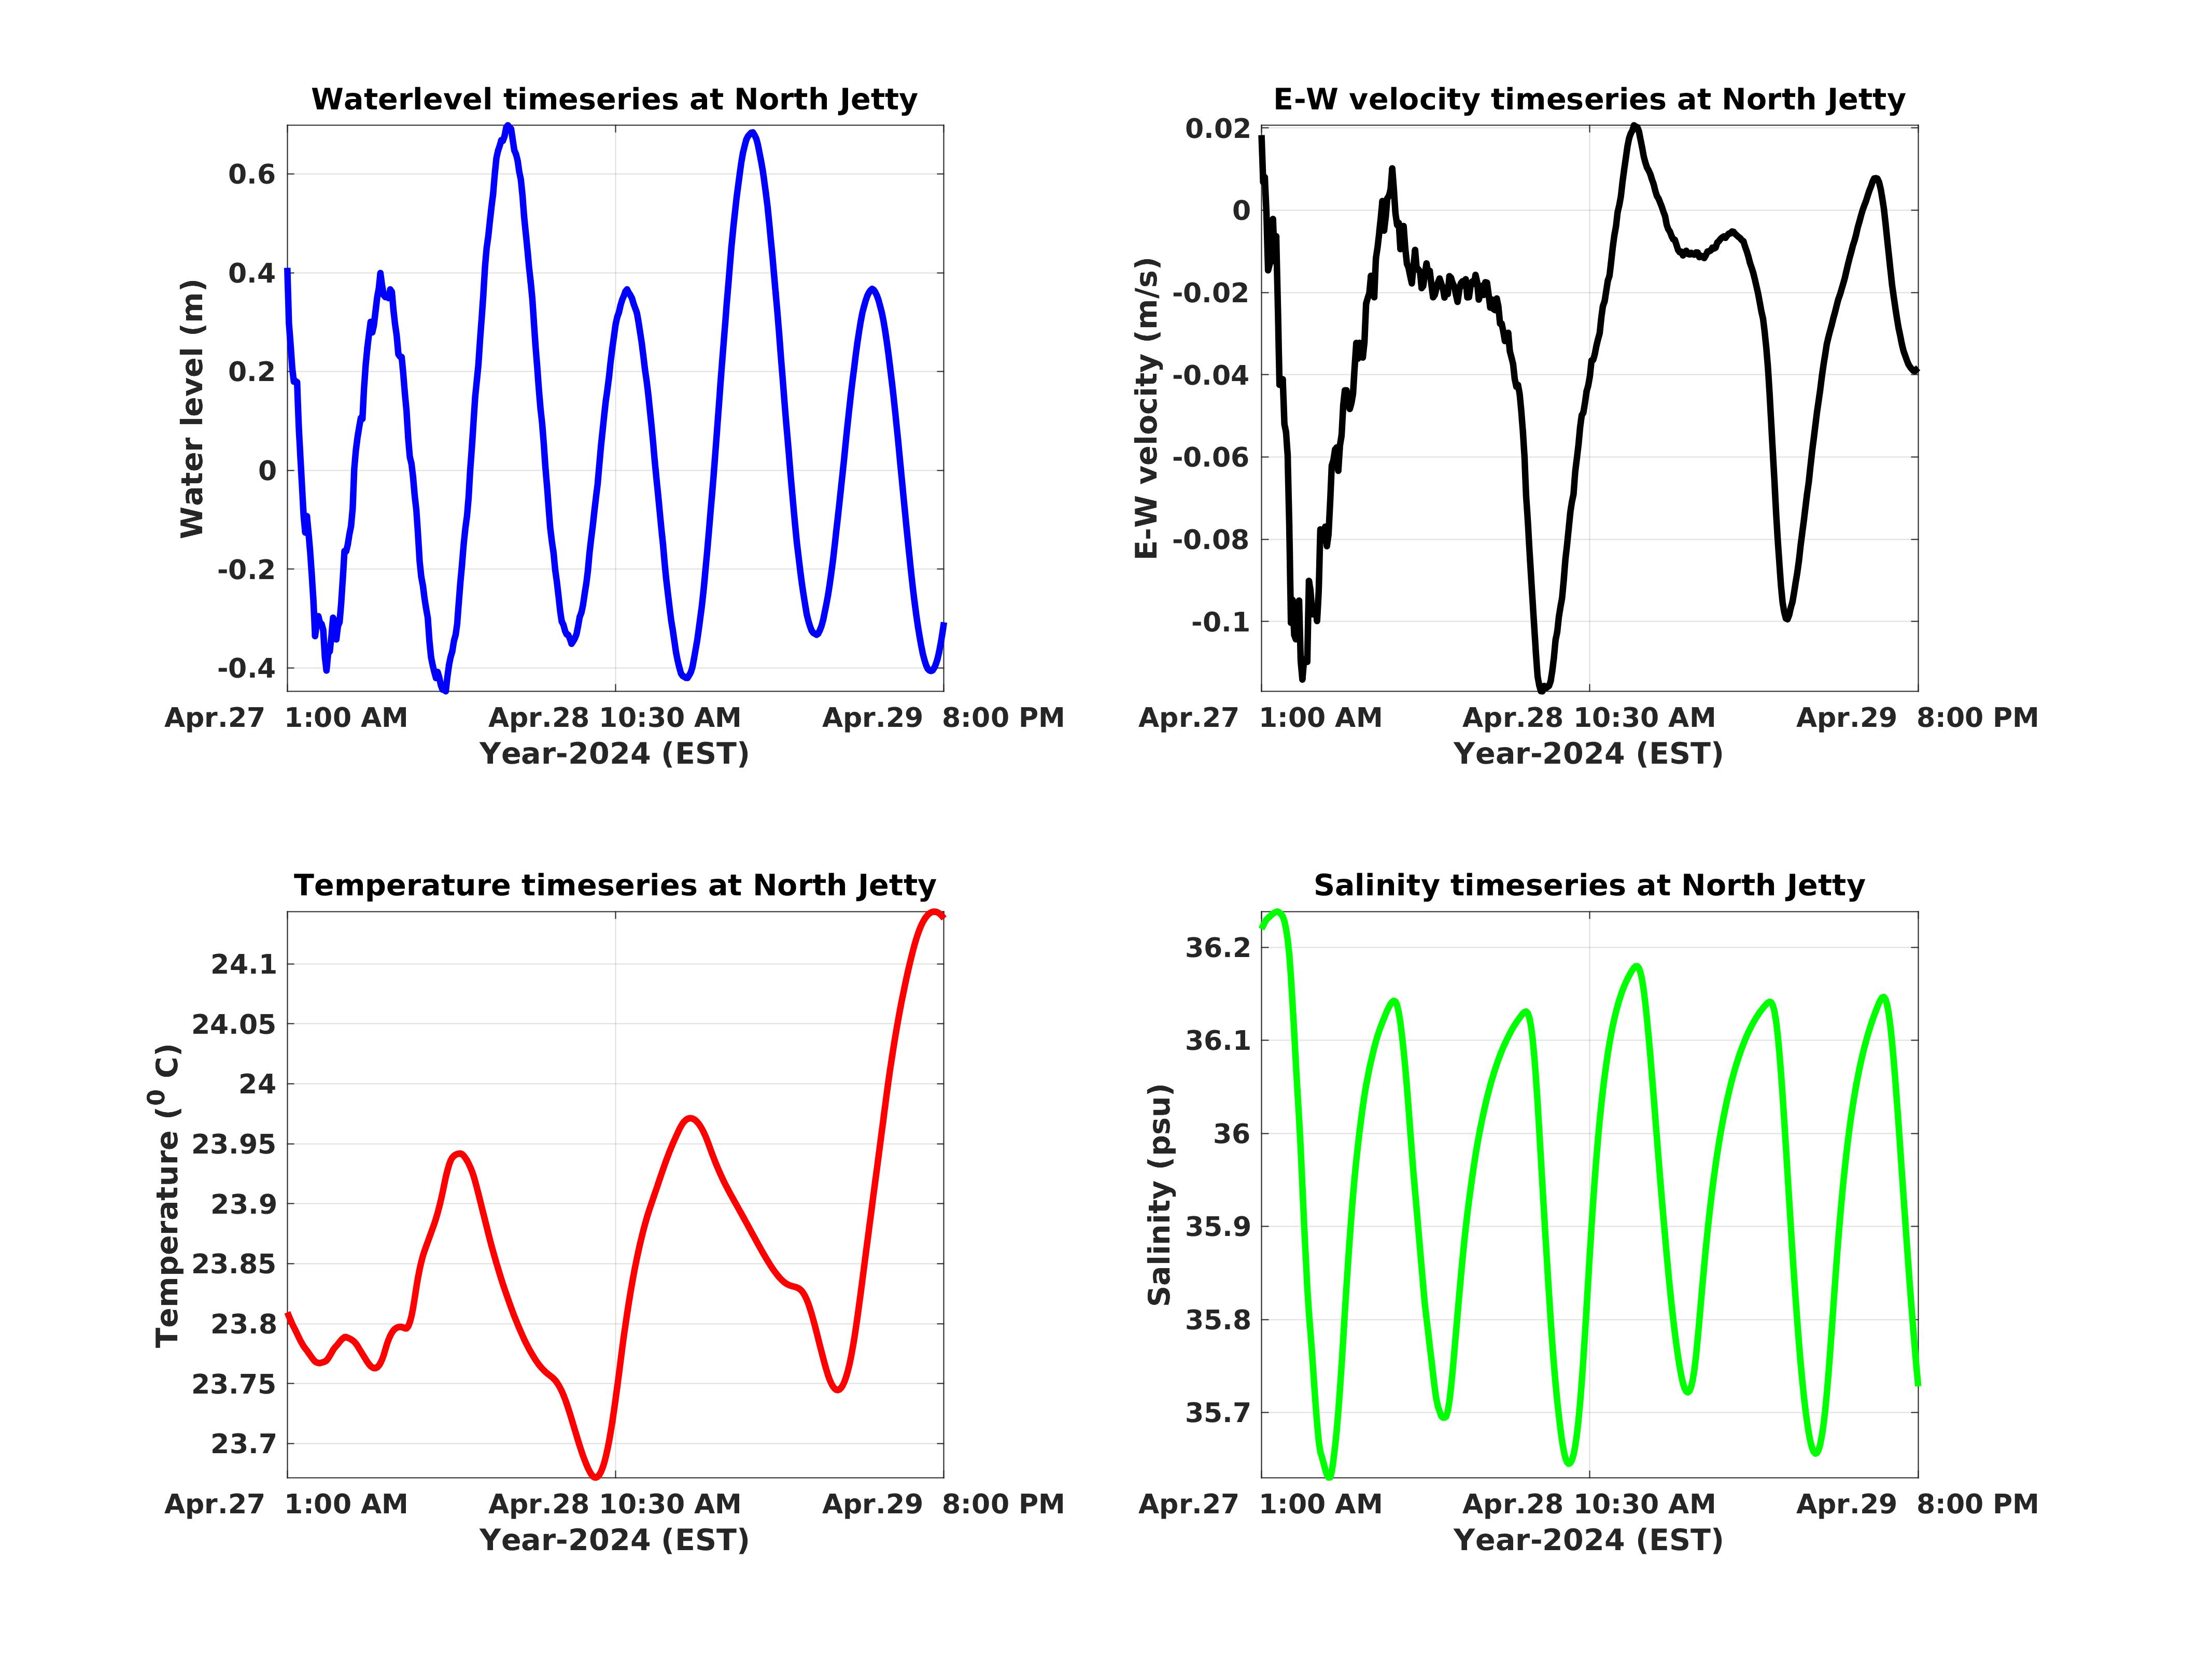 Waterlevel timeseries at North Jetty
0.6
0.4
0.2
0
-0.2
-0.4
Water level (m)
Apr.27 1:00 AM
Apr.28 10:30 AM
Apr.29 8:00 PM
Year-2024 (EST)
E-W velocity timeseries at North Jetty
0.02
0
-0.02
-0.04
-0.06
-0.08
-0.1
E-W velocity (m/s)
Apr.27 1:00 AM
Apr.28 10:30 AM
Apr.29 8:00 PM
Year-2024 (EST)
Temperature timeseries at North Jetty
24.1
24.05
24
23.95
23.9
23.85
23.8
23.75
23.7
Temperature (⁰ C)
Apr.27 1:00 AM
Apr.28 10:30 AM
Apr.29 8:00 PM
Year-2024 (EST)
Salinity timeseries at North Jetty
36.2
36.1
36
35.9
35.8
35.7
Salinity (psu)
Apr.27 1:00 AM
Apr.28 10:30 AM
Apr.29 8:00 PM
Year-2024 (EST)